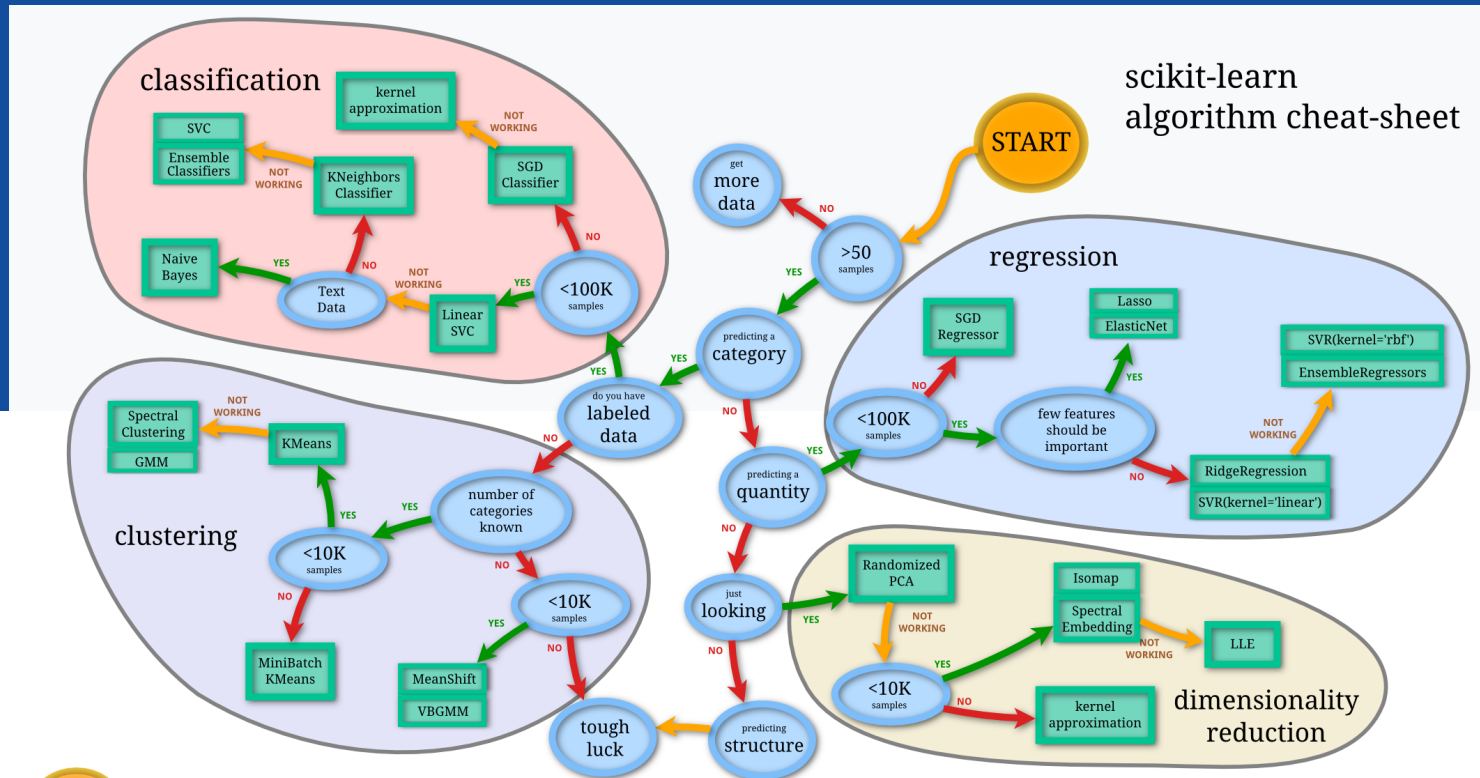 scikit-learn
algorithm cheat-sheet
START
classification
kernel
approximation
NOT
WORKING
SVC
Ensemble
Classifiers
NOT
WORKING
KNeighbors
Classifier
SGD
Classifier
NO
Naive
Bayes
YES
Text
Data
NO
NOT
WORKING
Linear
SVC
YES
<100K
samples
YES
get
more
data
NO
>50
samples
YES
predicting a
category
YES
do you have
labeled
data
NO
NO
predicting a
quantity
YES
NO
just
looking
YES
NO
predicting
structure
tough
luck
regression
SGD
Regressor
NO
<100K
samples
YES
Lasso
ElasticNet
YES
few features
should be
important
NO
SVR(kernel='rbf')
EnsembleRegressors
NOT
WORKING
RidgeRegression
SVR(kernel='linear')
clustering
Spectral
Clustering
GMM
NOT
WORKING
KMeans
YES
<10K
samples
YES
number of
categories
known
NO
NO
MiniBatch
KMeans
<10K
samples
YES
NO
MeanShift
VBGMM
dimensionality
reduction
Randomized
PCA
NOT
WORKING
<10K
samples
YES
Isomap
Spectral
Embedding
NOT
WORKING
LLE
NO
kernel
approximation